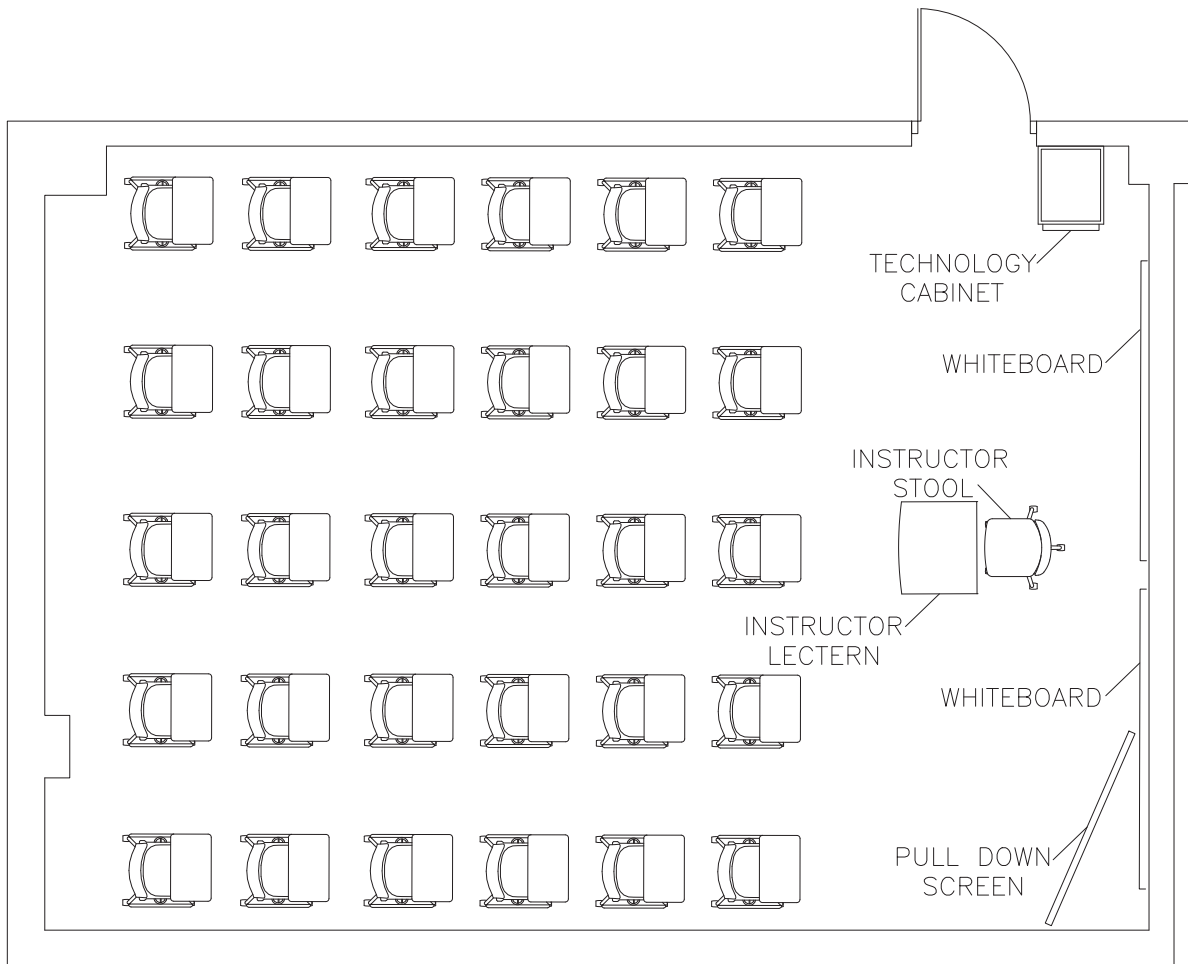 TECHNOLOGY
CABINET
WHITEBOARD
INSTRUCTOR
STOOL
INSTRUCTOR
LECTERN
WHITEBOARD
PULL DOWN
SCREEN